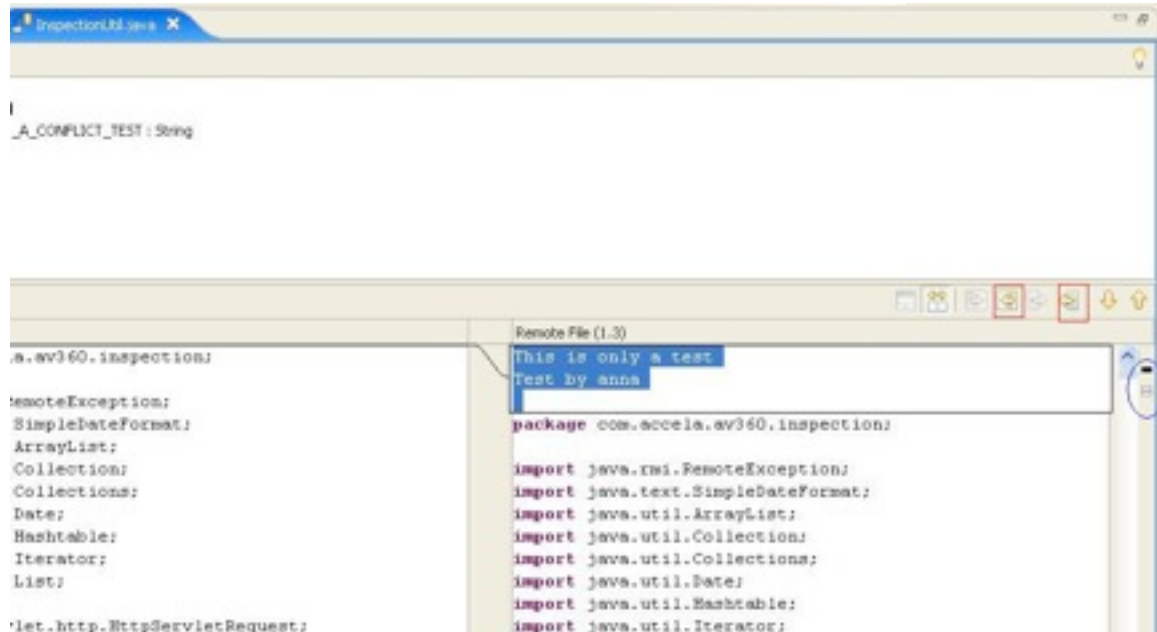 InspectionUtil.java
_A_CONFLICT_TEST : String
Remote File (1.3)
a.av360.inspection;
RemoteException;
SimpleDateFormat;
ArrayList;
Collection;
Collections;
Date;
Hashtable;
Iterator;
List;
let.http.HttpServletRequest;
This is only a test
Test by anna
package com.accela.av360.inspection;
import java.rmi.RemoteException;
import java.text.SimpleDateFormat;
import java.util.ArrayList;
import java.util.Collection;
import java.util.Collections;
import java.util.Date;
import java.util.Hashtable;
import java.util.Iterator;